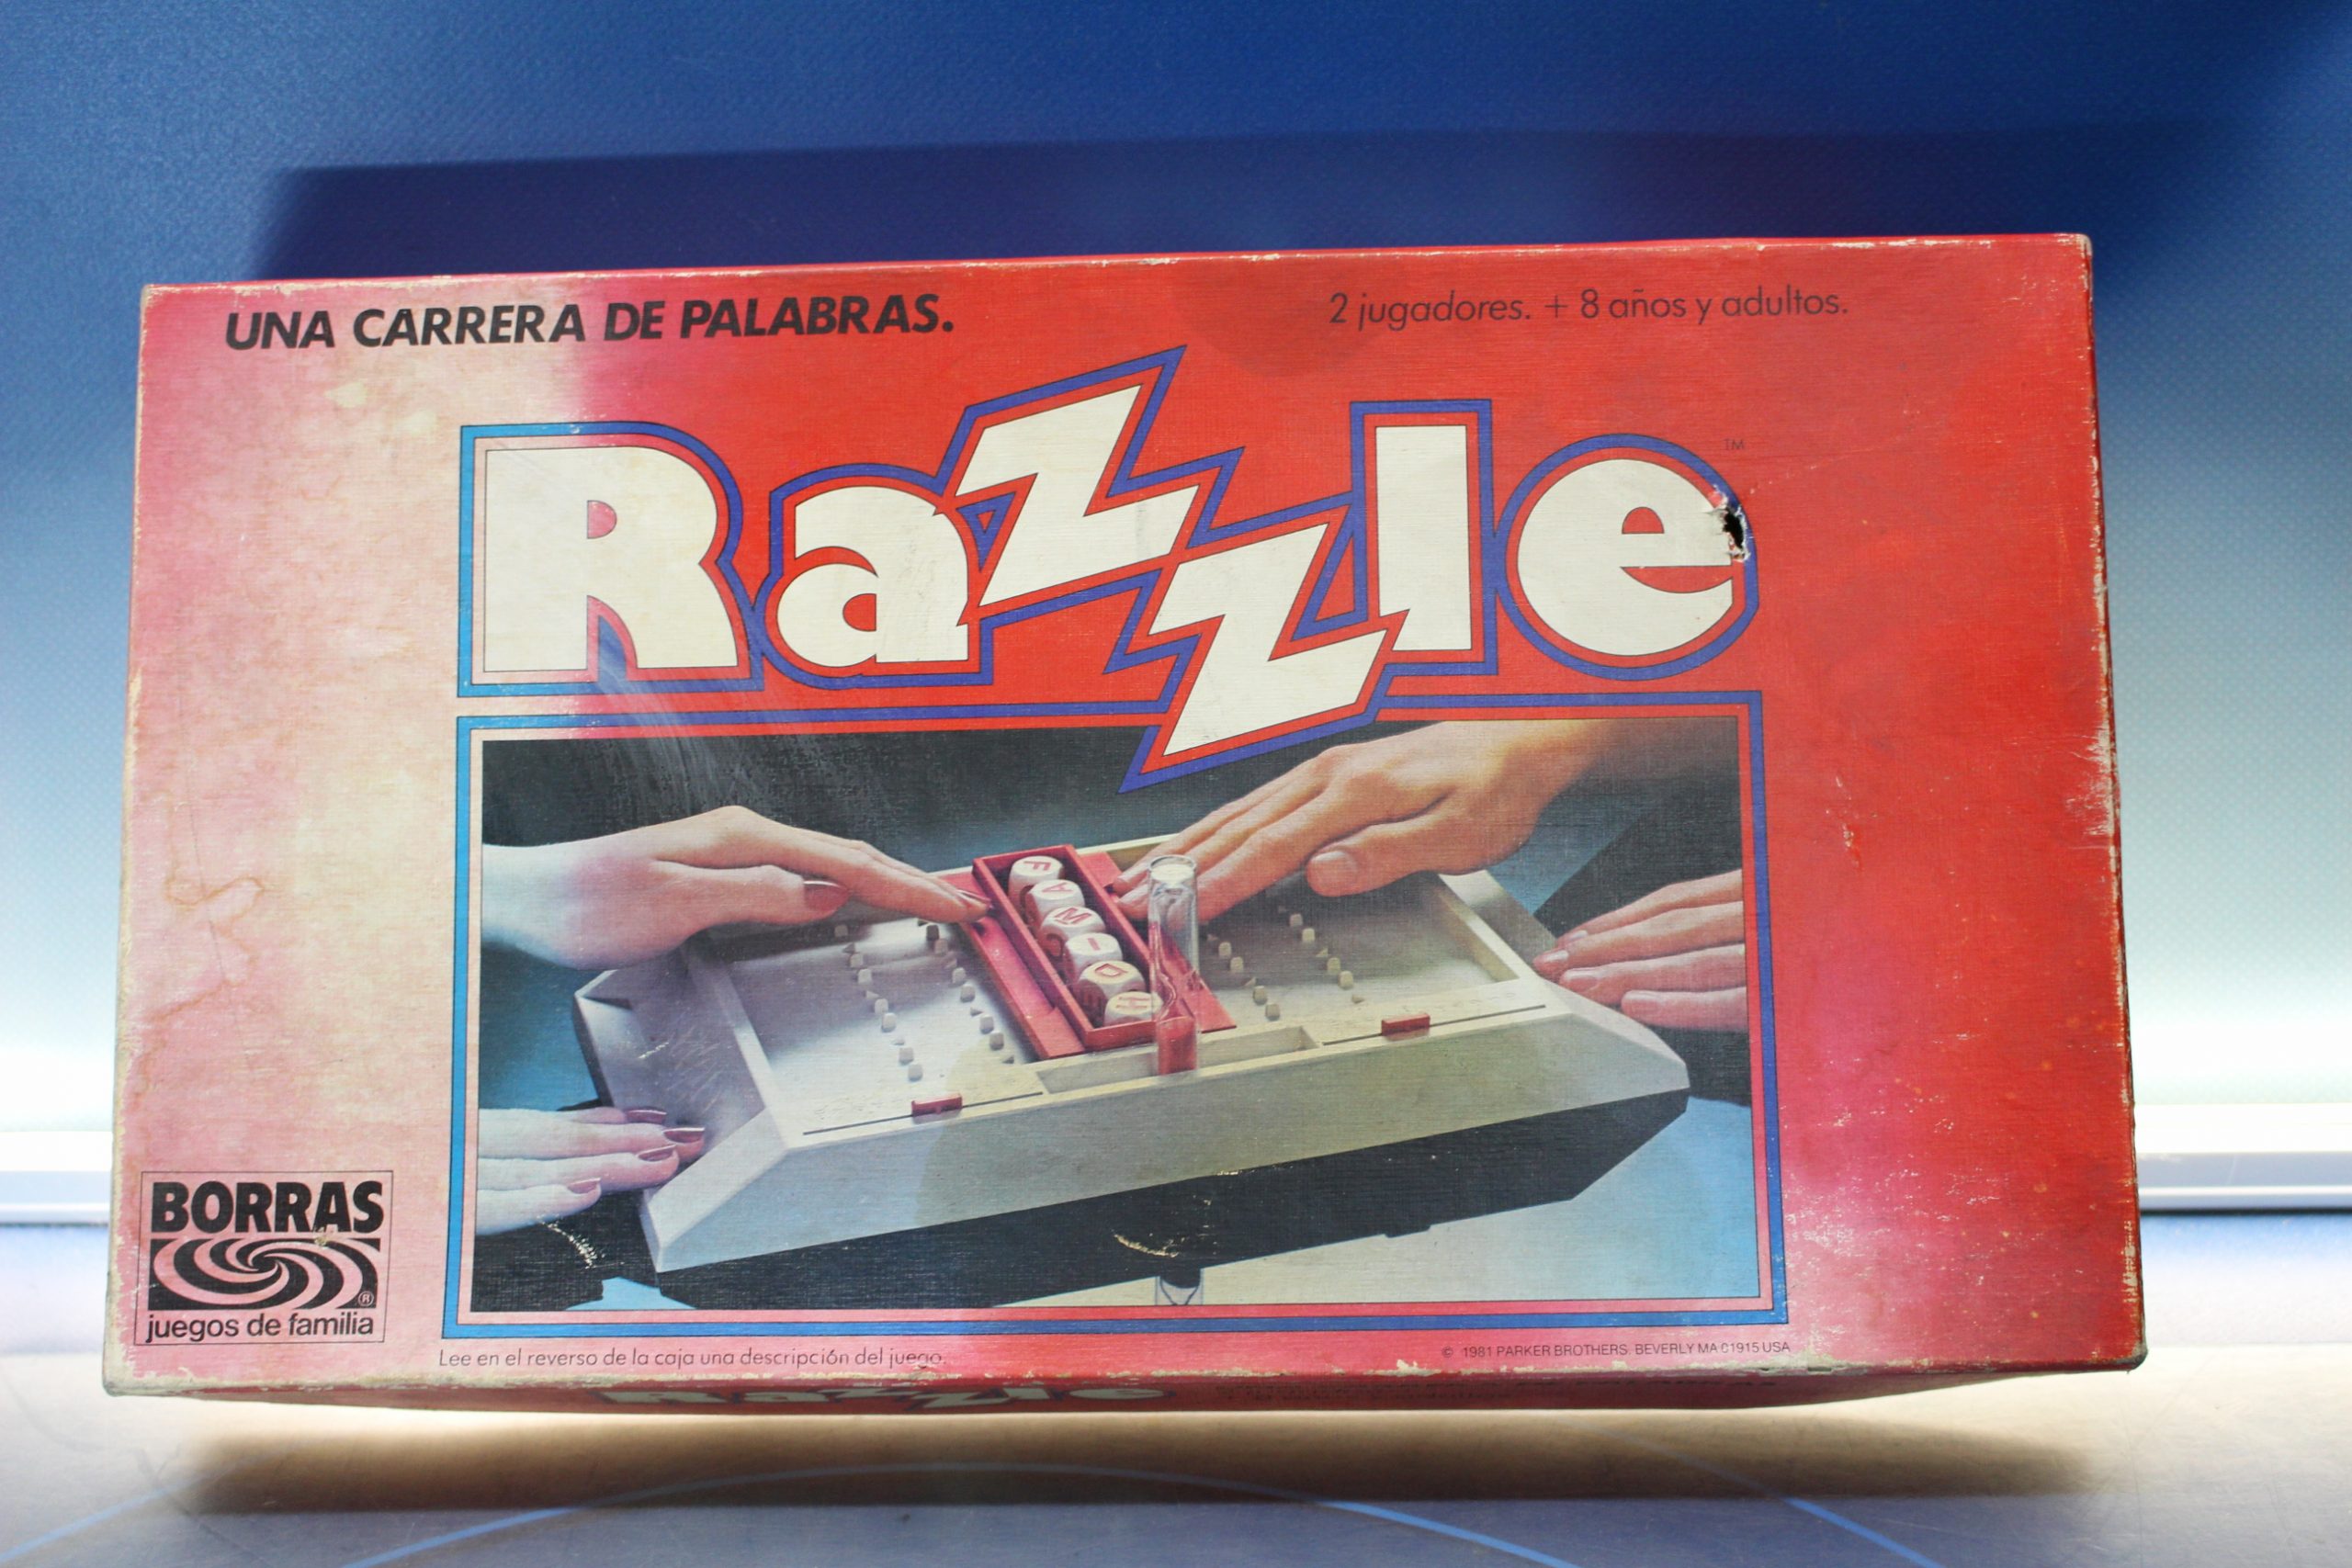 UNA CARRERA DE PALABRAS.
2 jugadores. + 8 años y adultos.
Razzle
TM
F
A
M
I
D
BORRAS
®
juegos de familia
Lee en el reverso de la caja una descripción del juego.
© 1981 PARKER BROTHERS. BEVERLY MA 01915 USA
Razzle